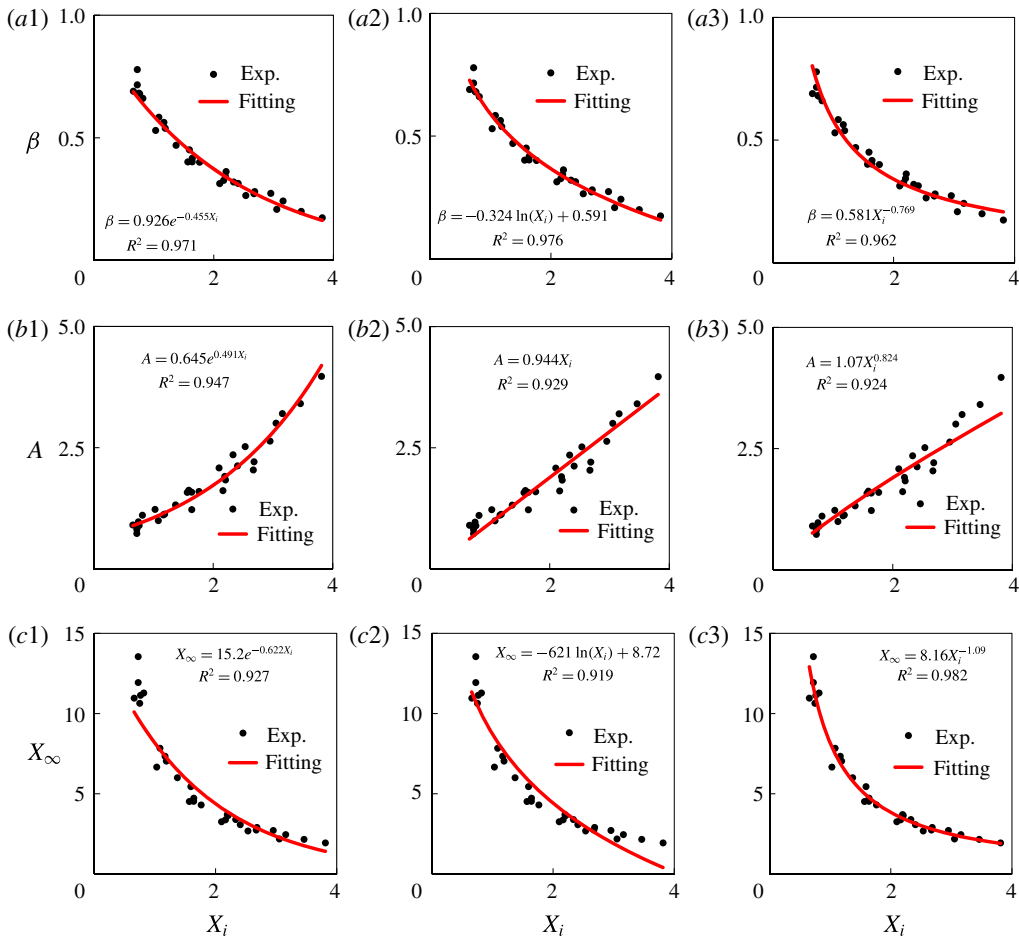 (a1) (a2) (a3)
1.0 1.0 1.0
Exp. Exp. Exp.
Fitting Fitting Fitting
β 0.5 0.5 0.5
β = 0.926e^{−0.455X_i} β = −0.324 ln(X_i) + 0.591 β = 0.581X_i^{−0.769}
R² = 0.971 R² = 0.976 R² = 0.962
0 2 4 0 2 4 0 2 4
(b1) (b2) (b3)
5.0 5.0 5.0
A = 0.645e^{0.491X_i} A = 0.944X_i A = 1.07X_i^{0.824}
R² = 0.947 R² = 0.929 R² = 0.924
A 2.5 2.5 2.5
Exp. Exp. Exp.
Fitting Fitting Fitting
0 2 4 0 2 4 0 2 4
(c1) (c2) (c3)
15 15 15
X_∞ = 15.2e^{−0.622X_i} X_∞ = −621 ln(X_i) + 8.72 X_∞ = 8.16X_i^{−1.09}
R² = 0.927 R² = 0.919 R² = 0.982
10 10 10
Exp. Exp. Exp.
X_∞ Fitting Fitting Fitting
5 5 5
0 2 4 0 2 4 0 2 4
X_i X_i X_i